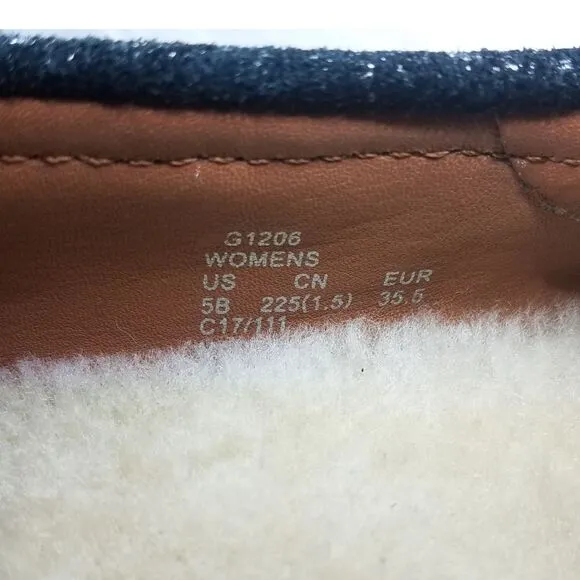 G1206
WOMENS
US CN EUR
5B 225(1.5) 35.5
C17/111